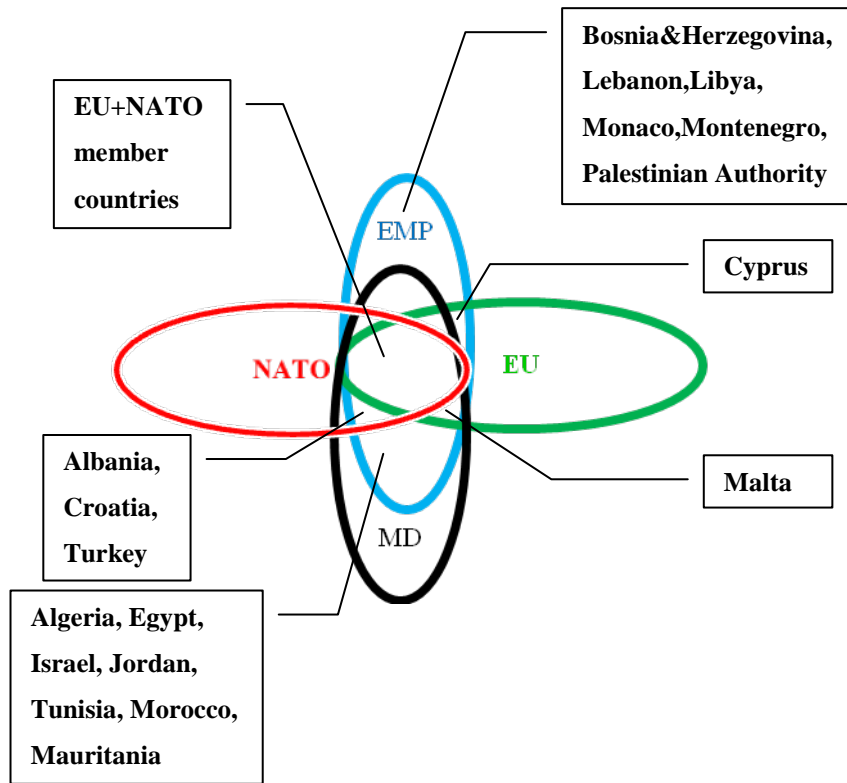 Bosnia&Herzegovina,
Lebanon,Libya,
Monaco,Montenegro,
Palestinian Authority
EU+NATO
member
countries
EMP
Cyprus
NATO
EU
Albania,
Croatia,
Turkey
Malta
MD
Algeria, Egypt,
Israel, Jordan,
Tunisia, Morocco,
Mauritania